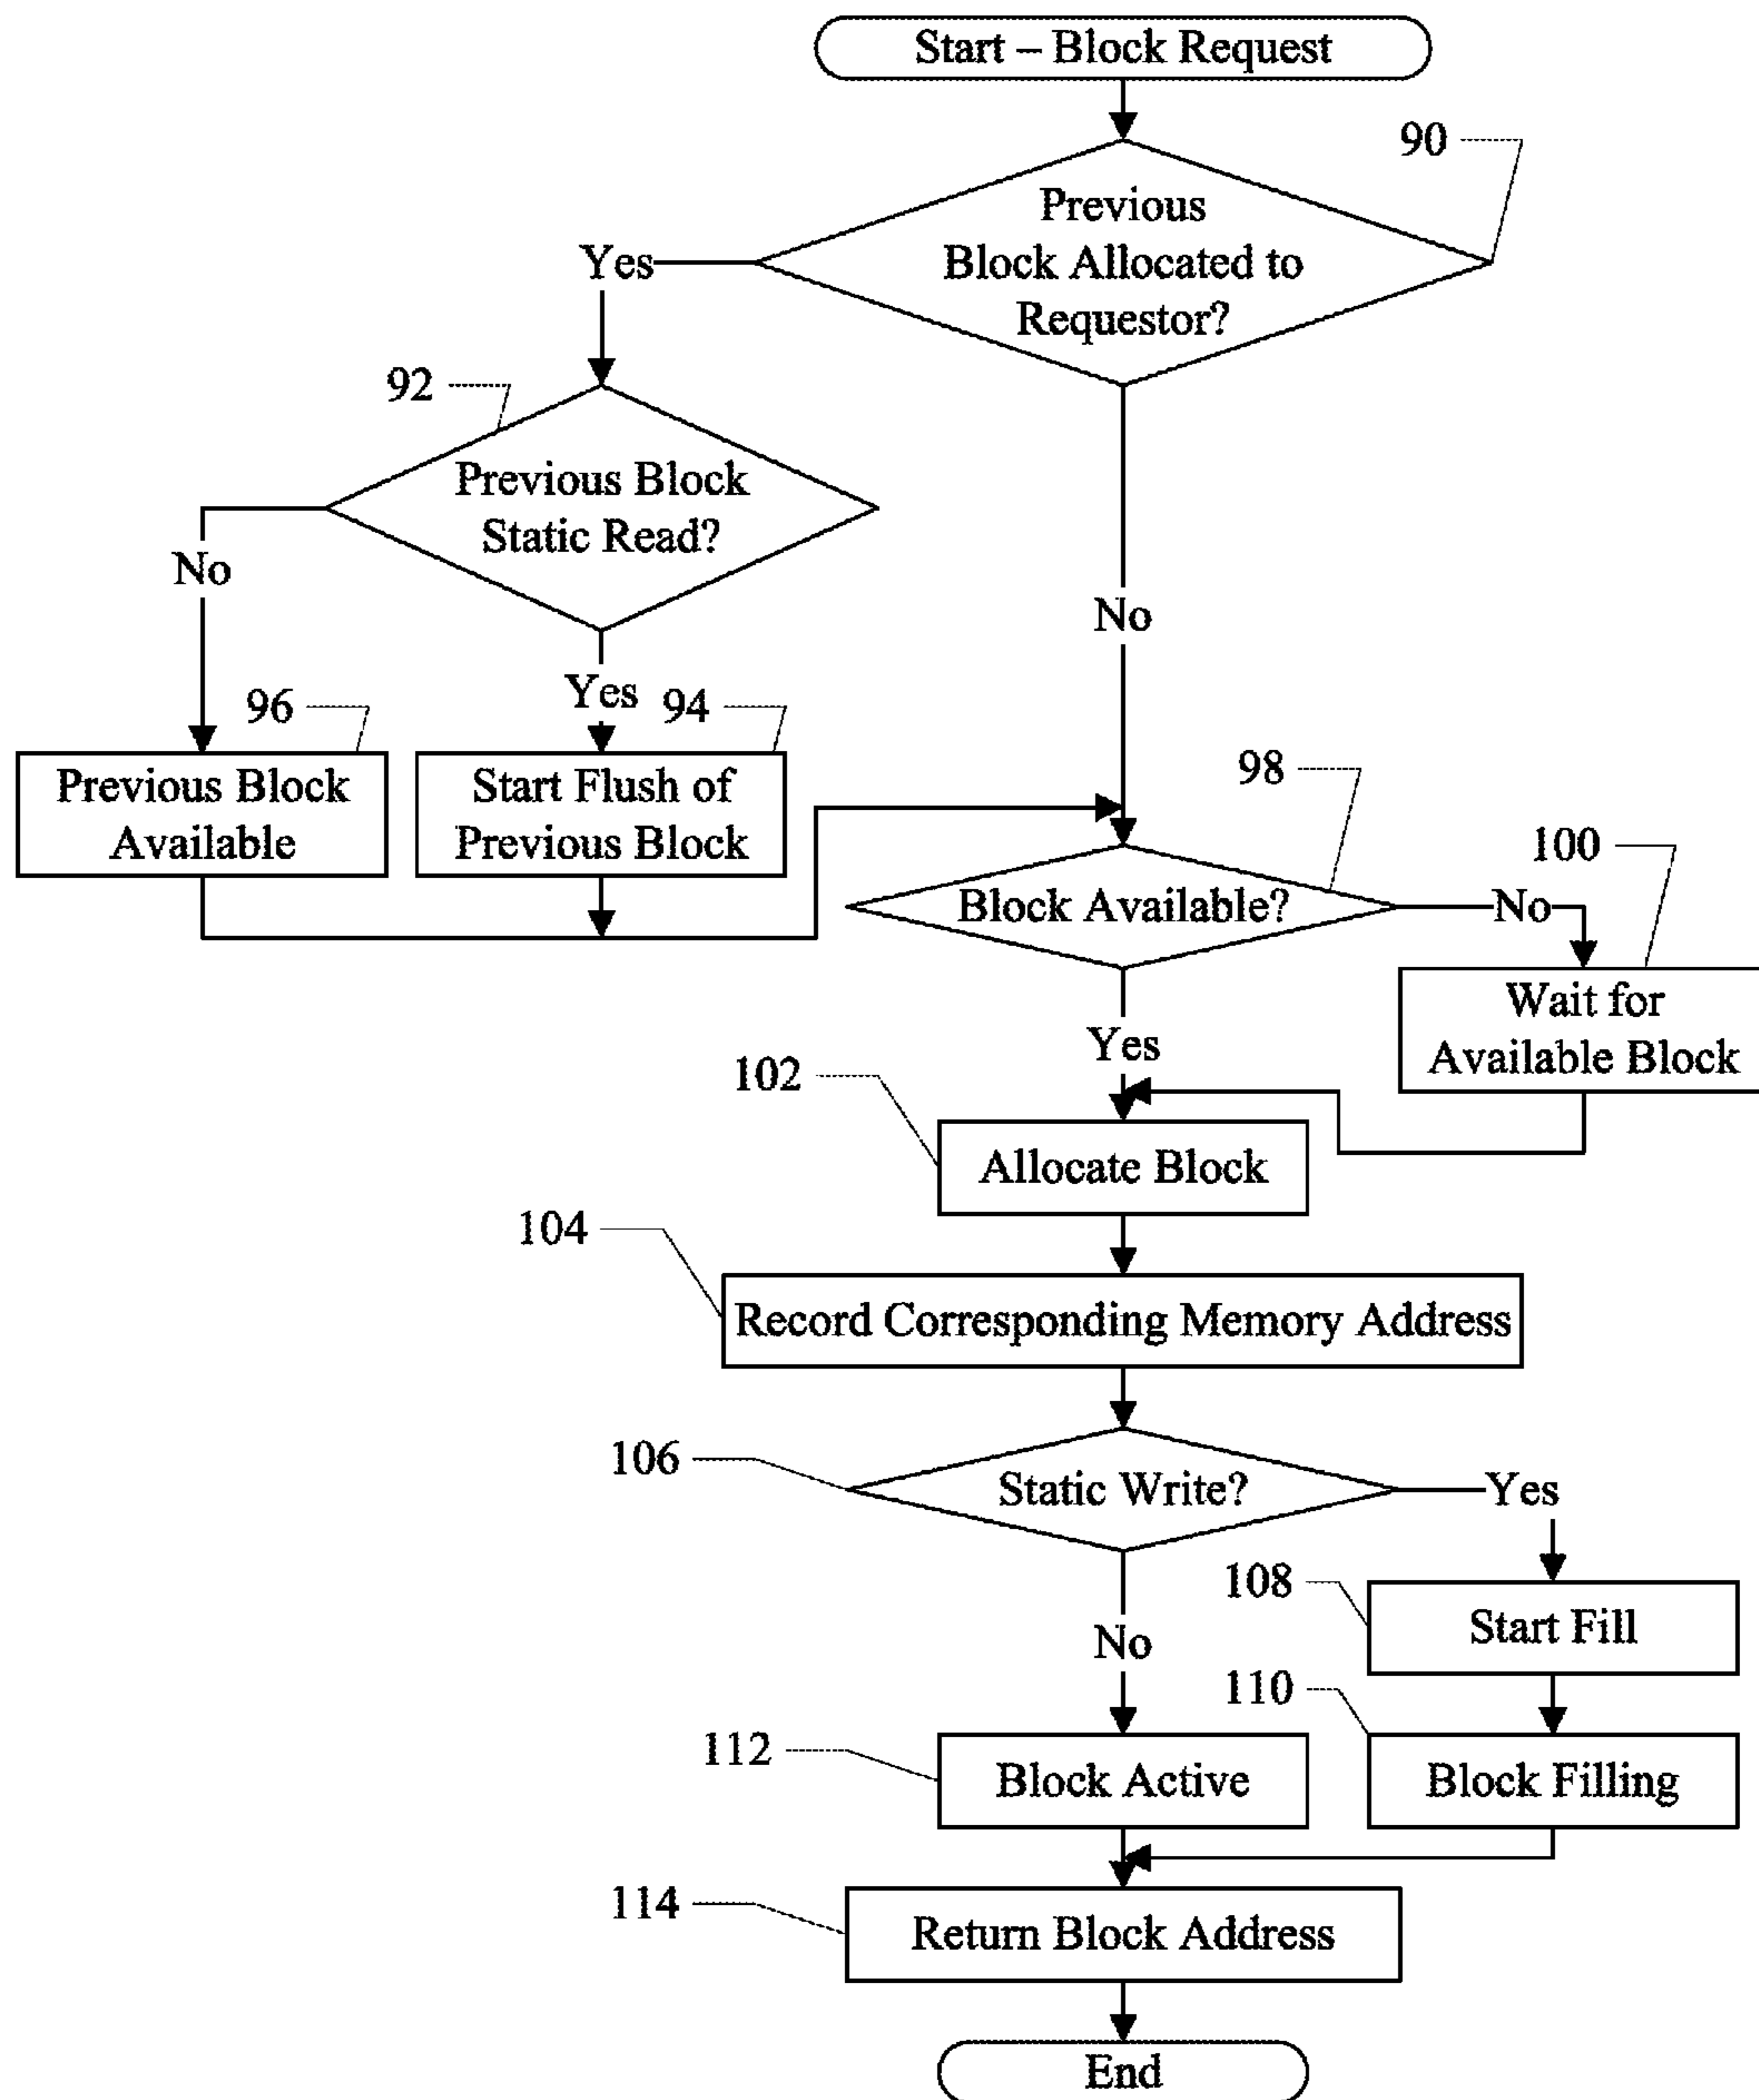 Start – Block Request
90
Previous
Block Allocated to
Requestor?
Yes
92
Previous Block
Static Read?
No
No
Yes
96
94
98
Previous Block
Available
Start Flush of
Previous Block
100
Block Available?
No
Wait for
Available Block
Yes
102
Allocate Block
104
Record Corresponding Memory Address
106
Static Write?
Yes
108
Start Fill
No
110
112
Block Active
Block Filling
114
Return Block Address
End